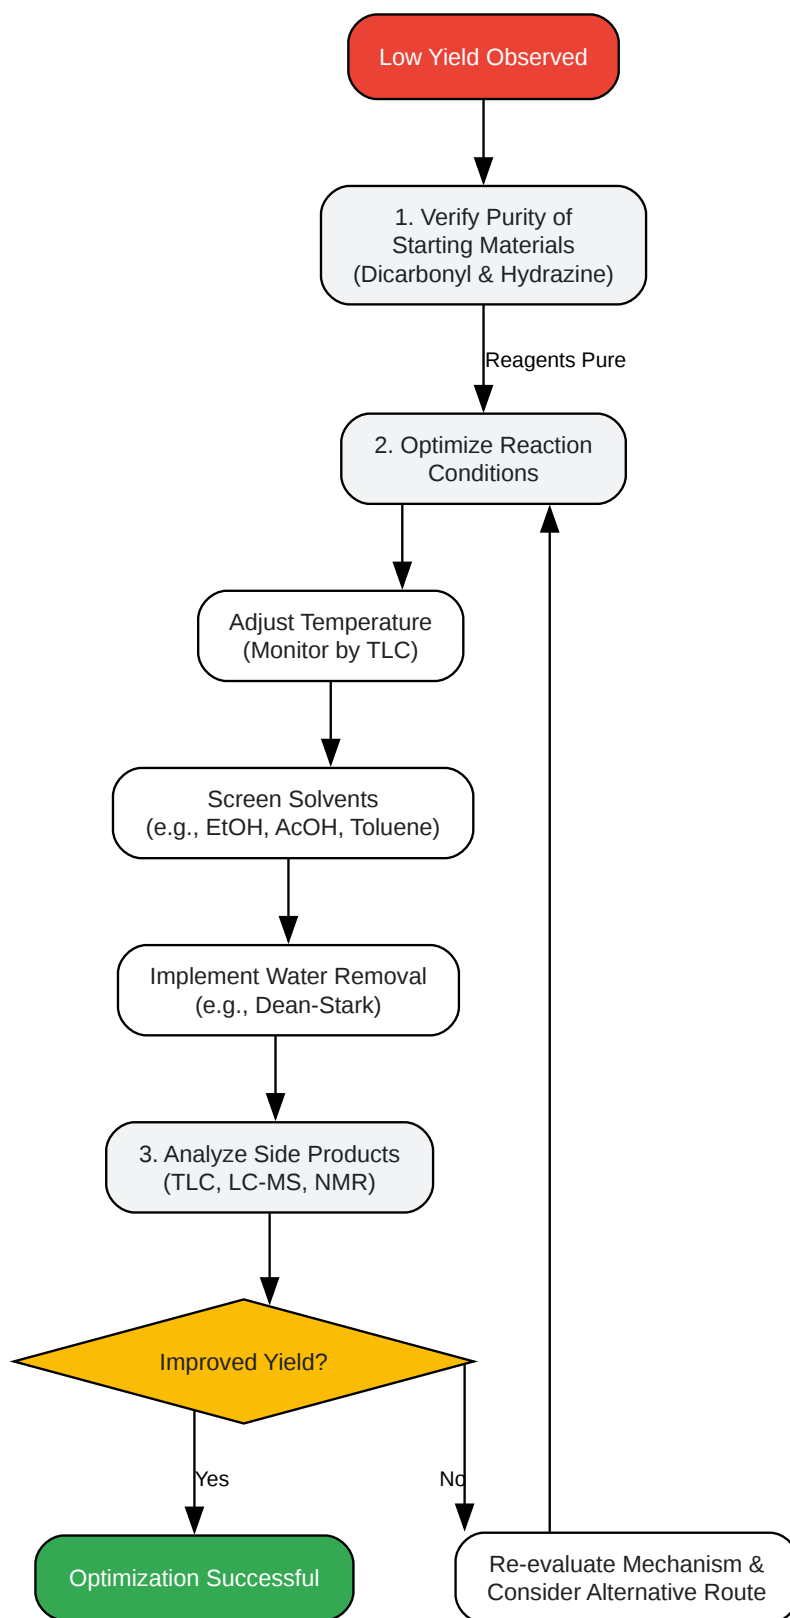 Low Yield Observed
1. Verify Purity of
Starting Materials
(Dicarbonyl & Hydrazine)
Reagents Pure
2. Optimize Reaction
Conditions
Adjust Temperature
(Monitor by TLC)
Screen Solvents
(e.g., EtOH, AcOH, Toluene)
Implement Water Removal
(e.g., Dean-Stark)
3. Analyze Side Products
(TLC, LC-MS, NMR)
Improved Yield?
Yes
No
Optimization Successful
Re-evaluate Mechanism &
Consider Alternative Route